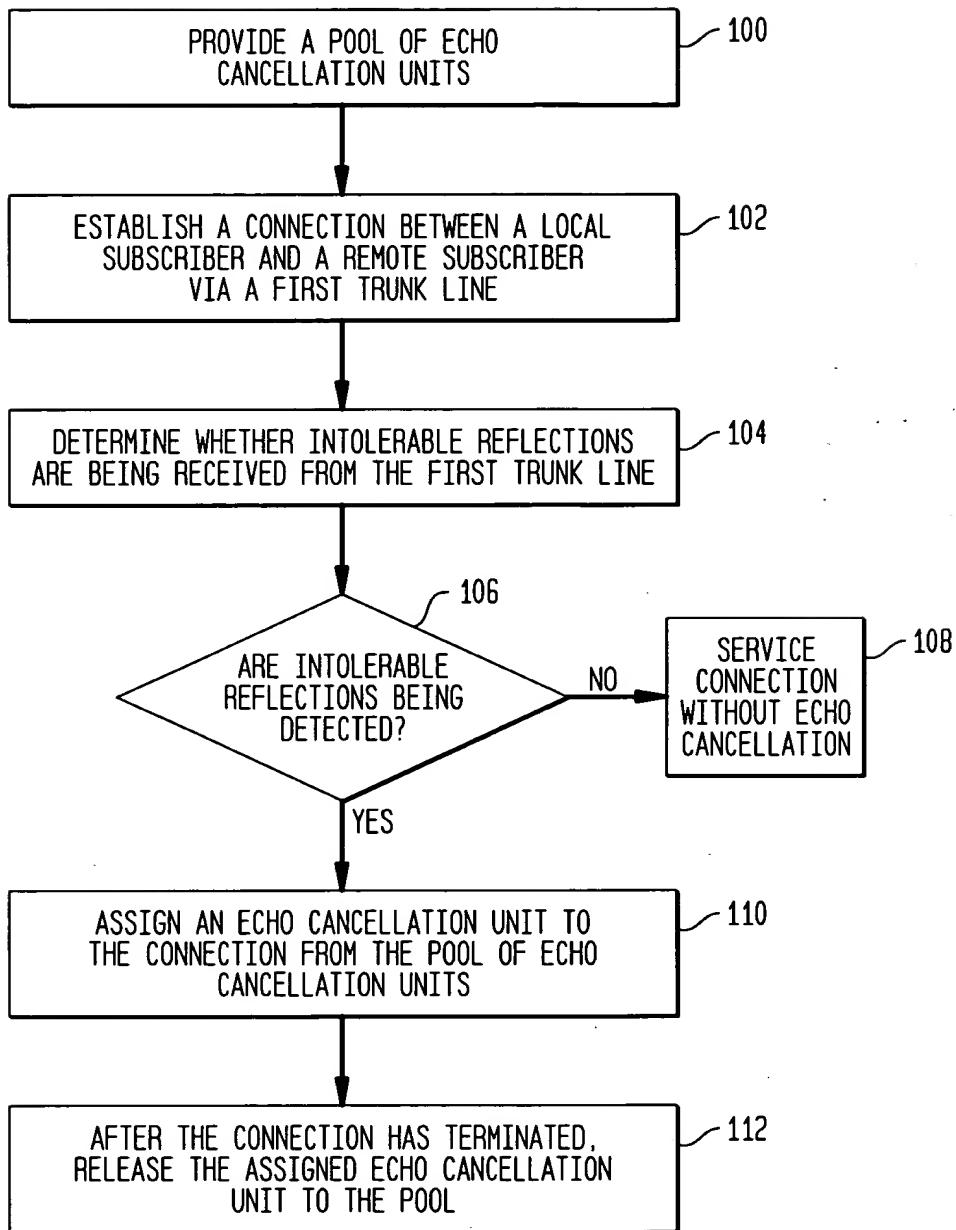 PROVIDE A POOL OF ECHO
CANCELLATION UNITS
100
ESTABLISH A CONNECTION BETWEEN A LOCAL
SUBSCRIBER AND A REMOTE SUBSCRIBER
VIA A FIRST TRUNK LINE
102
DETERMINE WHETHER INTOLERABLE REFLECTIONS
ARE BEING RECEIVED FROM THE FIRST TRUNK LINE
104
106
ARE INTOLERABLE
REFLECTIONS BEING
DETECTED?
NO
SERVICE
CONNECTION
WITHOUT ECHO
CANCELLATION
108
YES
ASSIGN AN ECHO CANCELLATION UNIT TO
THE CONNECTION FROM THE POOL OF ECHO
CANCELLATION UNITS
110
AFTER THE CONNECTION HAS TERMINATED,
RELEASE THE ASSIGNED ECHO CANCELLATION
UNIT TO THE POOL
112